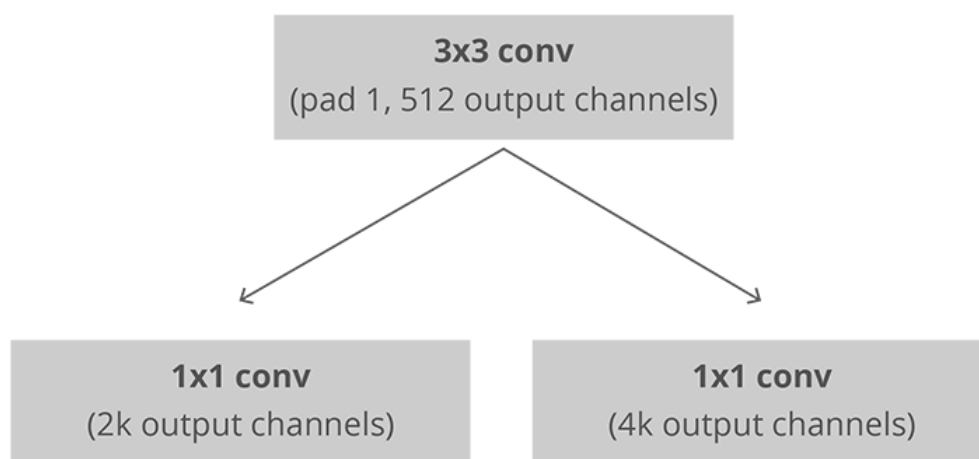 3x3 conv
(pad 1, 512 output channels)
1x1 conv
(2k output channels)
1x1 conv
(4k output channels)